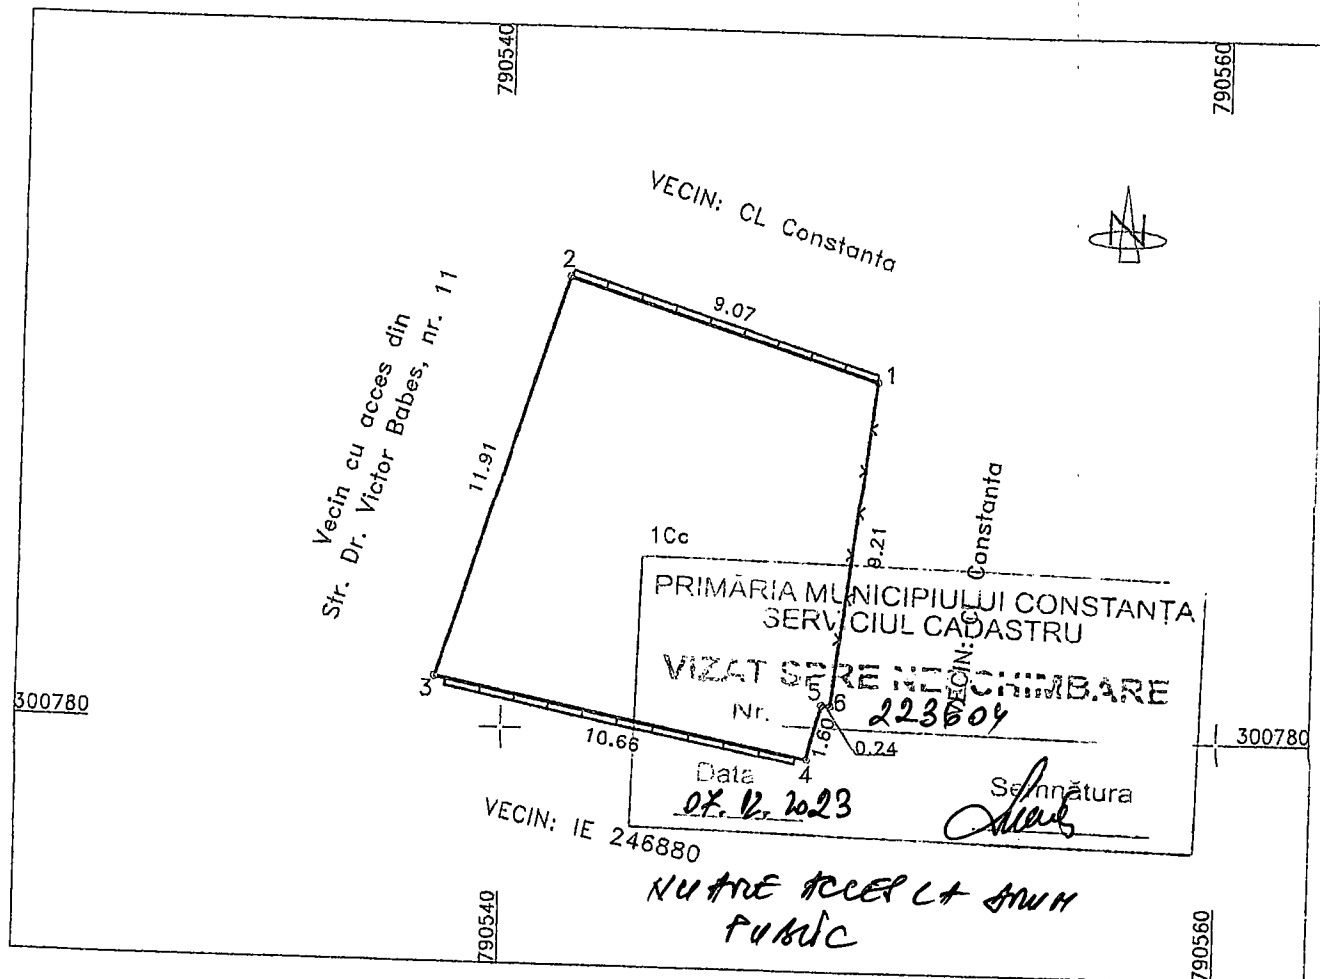 790540
790560
VECIN: CL Constanta
N
2
9.07
1
Vecin cu acces din
Str. Dr. Victor Babes, nr. 11
11.91
9.21
VECIN: CL Constanta
1Cc
PRIMĂRIA MUNICIPIULUI CONSTANȚA
SERVICIUL CADASTRU
VIZAT SPRE NESCHIMBARE
Nr. 223604
5
6
3
300780
10.66
1.60
0.24
4
300780
Data
07.12.2023
Semnătura
VECIN: IE 246880
NU ARE ACCES LA DRUM
PUBLIC
790540
790560